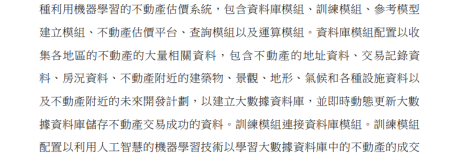 種利用機器學習的不動產估價系統，包含資料庫模組、訓練模組、參考模型
建立模組、不動產估價平台、查詢模組以及運算模組。資料庫模組配置以收
集各地區的不動產的大量相關資料，包含不動產的地址資料、交易記錄資
料、房況資料、不動產附近的建築物、景觀、地形、氣候和各種設施資料以
及不動產附近的未來開發計劃，以建立大數據資料庫，並即時動態更新大數
據資料庫儲存不動產交易成功的資料。訓練模組連接資料庫模組。訓練模組
配置以利用人工智慧的機器學習技術以學習大數據資料庫中的不動產的成交